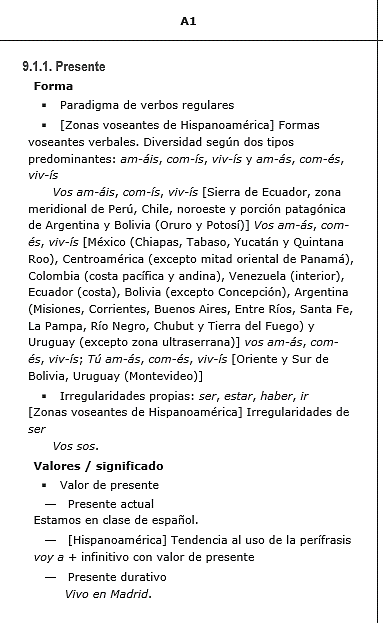 A1
9.1.1. Presente
Forma
▪ Paradigma de verbos regulares
▪ [Zonas voseantes de Hispanoamérica] Formas
voseantes verbales. Diversidad según dos tipos
predominantes: am-áis, com-ís, viv-ís y am-ás, com-és,
viv-ís
Vos am-áis, com-ís, viv-ís [Sierra de Ecuador, zona
meridional de Perú, Chile, noroeste y porción patagónica
de Argentina y Bolivia (Oruro y Potosí)] Vos am-ás, com-
és, viv-ís [México (Chiapas, Tabaso, Yucatán y Quintana
Roo), Centroamérica (excepto mitad oriental de Panamá),
Colombia (costa pacífica y andina), Venezuela (interior),
Ecuador (costa), Bolivia (excepto Concepción), Argentina
(Misiones, Corrientes, Buenos Aires, Entre Ríos, Santa Fe,
La Pampa, Río Negro, Chubut y Tierra del Fuego) y
Uruguay (excepto zona ultraserrana)] vos am-ás, com-
és, viv-ís; Tú am-ás, com-és, viv-ís [Oriente y Sur de
Bolivia, Uruguay (Montevideo)]
▪ Irregularidades propias: ser, estar, haber, ir
[Zonas voseantes de Hispanoamérica] Irregularidades de
ser
Vos sos.
Valores / significado
▪ Valor de presente
— Presente actual
Estamos en clase de español.
— [Hispanoamérica] Tendencia al uso de la perífrasis
voy a + infinitivo con valor de presente
— Presente durativo
Vivo en Madrid.